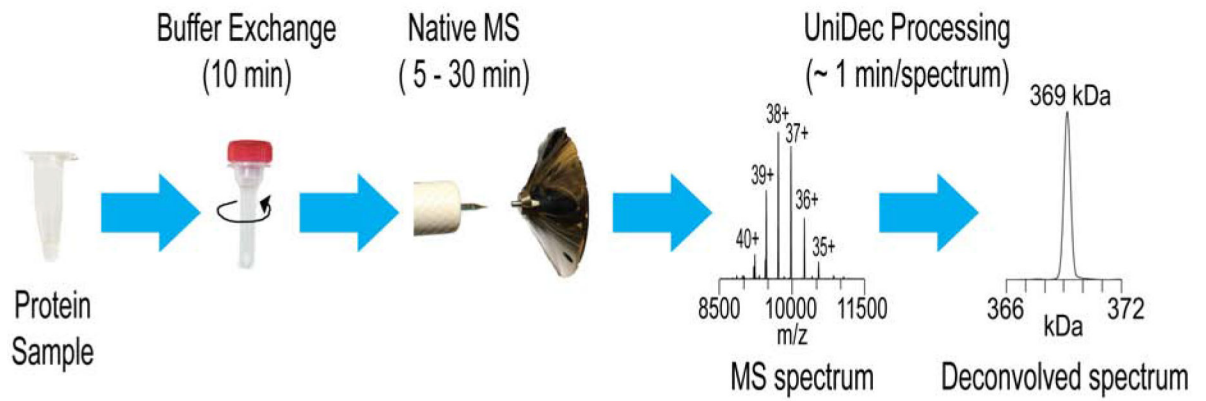 Buffer Exchange
(10 min)
Native MS
( 5 - 30 min)
UniDec Processing
(~ 1 min/spectrum)
Protein
Sample
40+
39+
38+
37+
36+
35+
8500
10000
11500
m/z
MS spectrum
369 kDa
366
372
kDa
Deconvolved spectrum